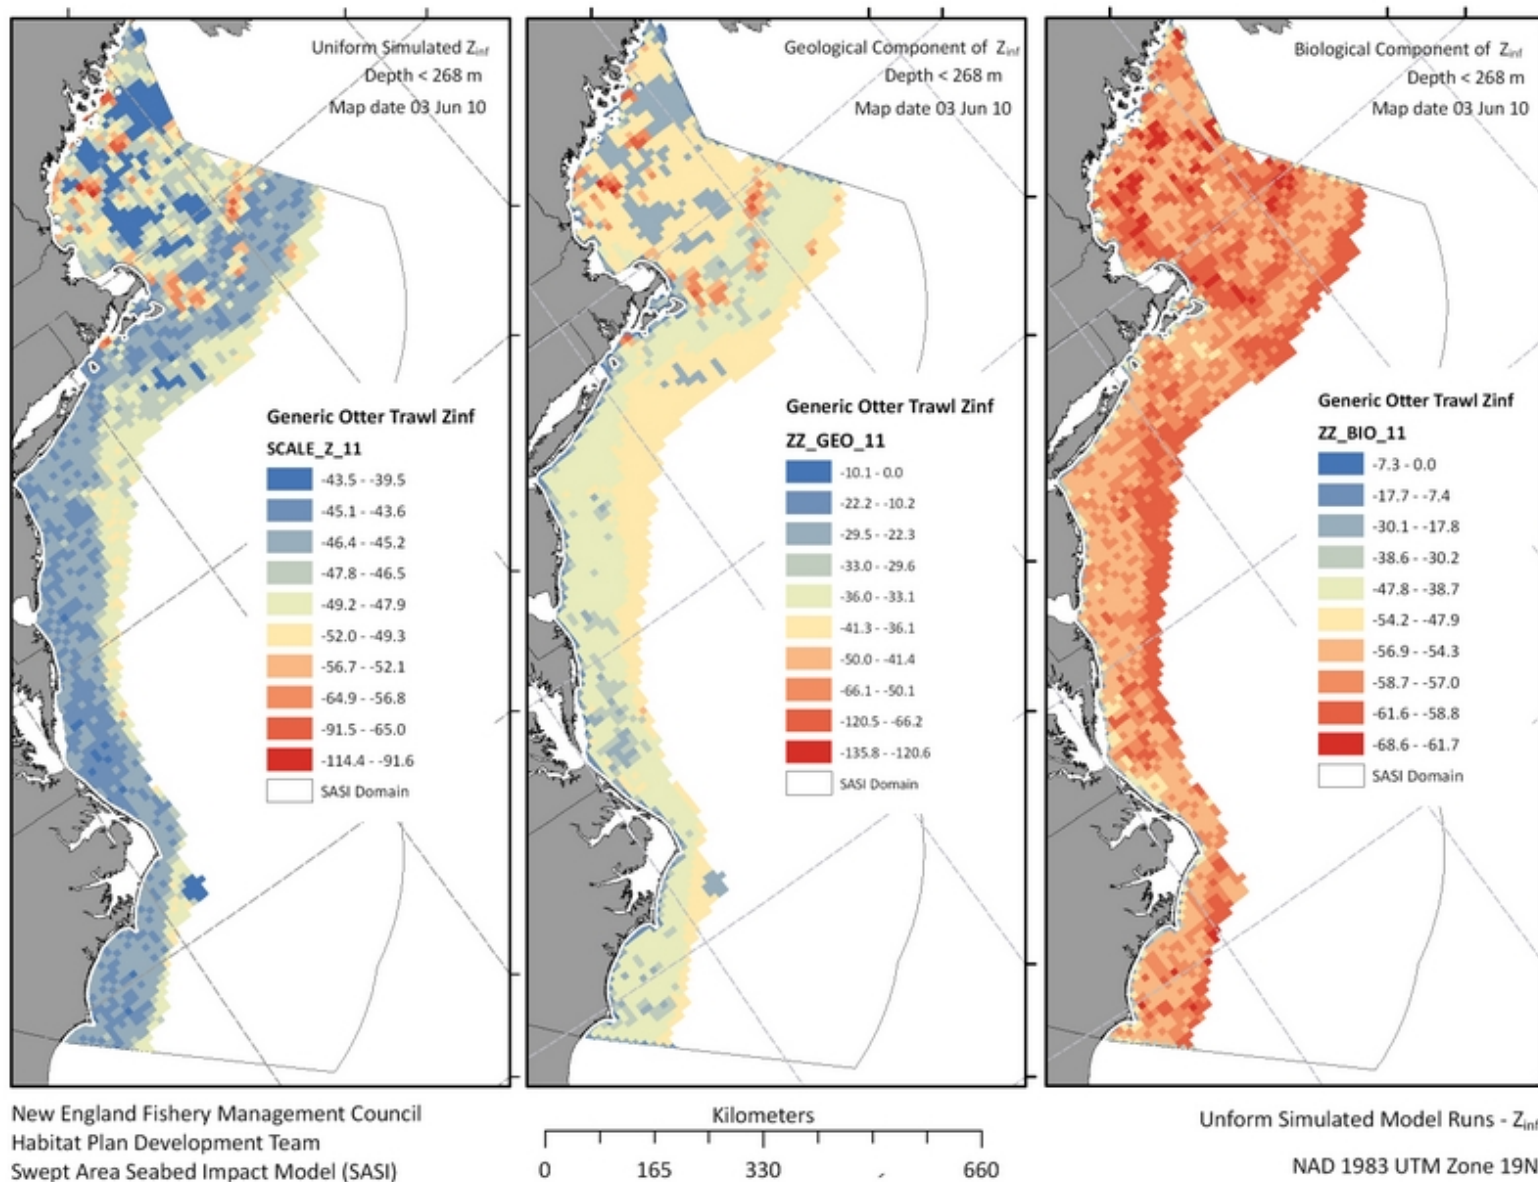 Uniform Simulated Zinf
Depth < 268 m
Map date 03 Jun 10
Generic Otter Trawl Zinf
SCALE_Z_11
-43.5 - -39.5
-45.1 - -43.6
-46.4 - -45.2
-47.8 - -46.5
-49.2 - -47.9
-52.0 - -49.3
-56.7 - -52.1
-64.9 - -56.8
-91.5 - -65.0
-114.4 - -91.6
SASI Domain
Geological Component of Zinf
Depth < 268 m
Map date 03 Jun 10
Generic Otter Trawl Zinf
ZZ_GEO_11
-10.1 - 0.0
-22.2 - -10.2
-29.5 - -22.3
-33.0 - -29.6
-36.0 - -33.1
-41.3 - -36.1
-50.0 - -41.4
-66.1 - -50.1
-120.5 - -66.2
-135.8 - -120.6
SASI Domain
Biological Component of Zinf
Depth < 268 m
Map date 03 Jun 10
Generic Otter Trawl Zinf
ZZ_BIO_11
-7.3 - 0.0
-17.7 - -7.4
-30.1 - -17.8
-38.6 - -30.2
-47.8 - -38.7
-54.2 - -47.9
-56.9 - -54.3
-58.7 - -57.0
-61.6 - -58.8
-68.6 - -61.7
SASI Domain
New England Fishery Management Council
Habitat Plan Development Team
Swept Area Seabed Impact Model (SASI)
Kilometers
0 165 330 660
Unform Simulated Model Runs - Zinf
NAD 1983 UTM Zone 19N